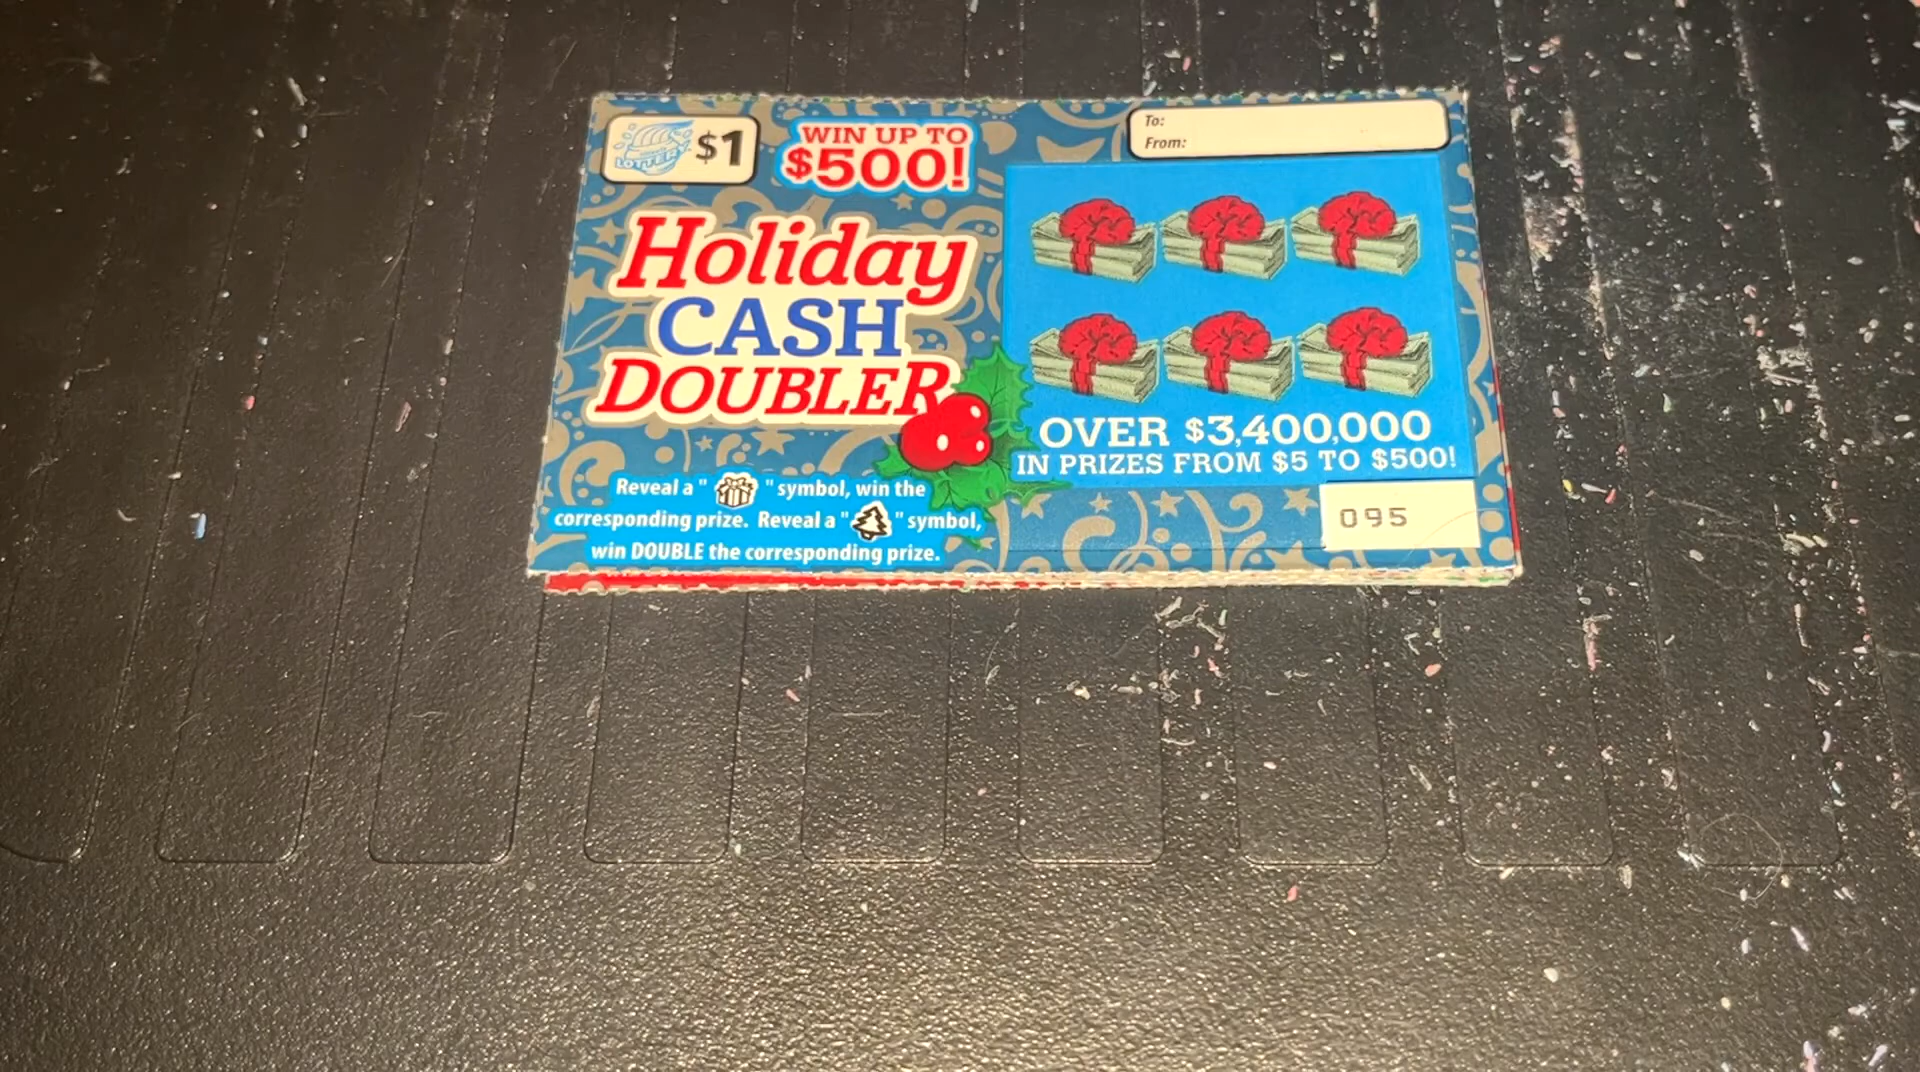 LOTTERY
$1
WIN UP TO
$500!
Holiday
CASH
DOUBLER
Reveal a " " symbol, win the
corresponding prize. Reveal a " " symbol,
win DOUBLE the corresponding prize.
To:
From:
OVER $3,400,000
IN PRIZES FROM $5 TO $500!
095